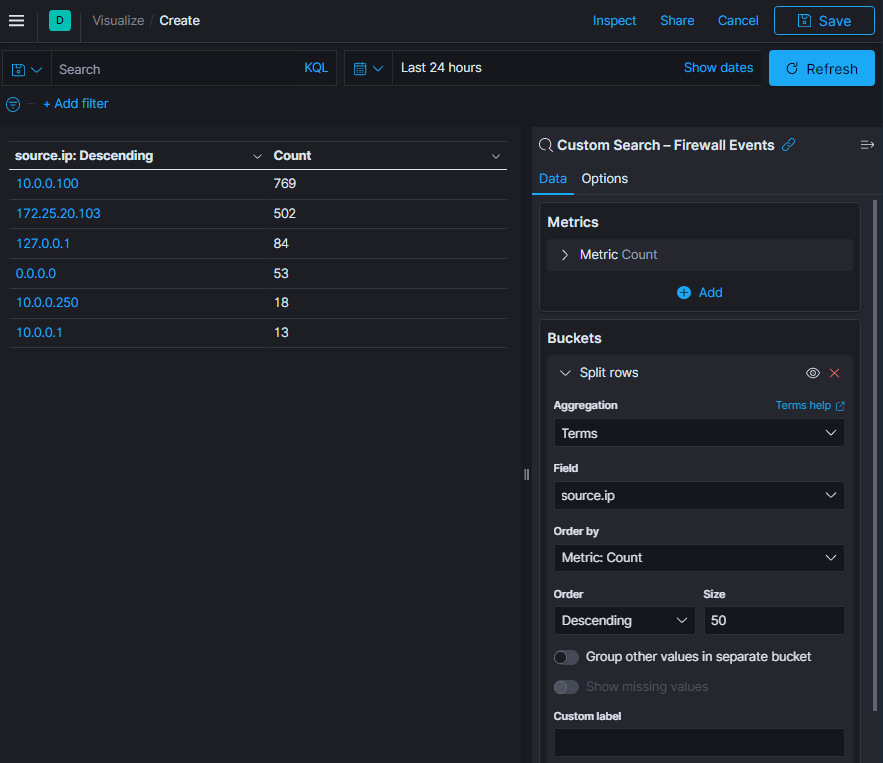 D Visualize / Create Inspect Share Cancel Save
Search KQL Last 24 hours Show dates Refresh
+ Add filter
source.ip: Descending Count
10.0.0.100 769
172.25.20.103 502
127.0.0.1 84
0.0.0.0 53
10.0.0.250 18
10.0.0.1 13
Custom Search – Firewall Events
Data Options
Metrics
Metric Count
Add
Buckets
Split rows
Aggregation Terms help
Terms
Field
source.ip
Order by
Metric: Count
Order Size
Descending 50
Group other values in separate bucket
Show missing values
Custom label